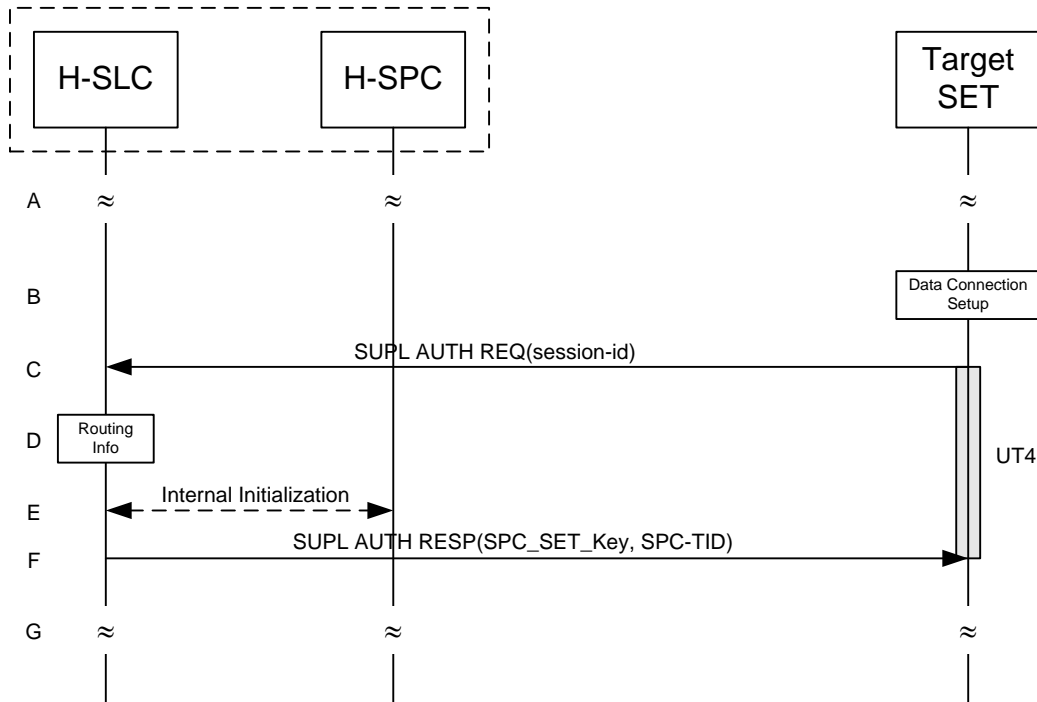 H-SLC
H-SPC
Target
SET
A
≈ ≈ ≈
B
Data Connection
Setup
SUPL AUTH REQ(session-id)
C
Routing
Info
D
UT4
Internal Initialization
E
SUPL AUTH RESP(SPC_SET_Key, SPC-TID)
F
G
≈ ≈ ≈